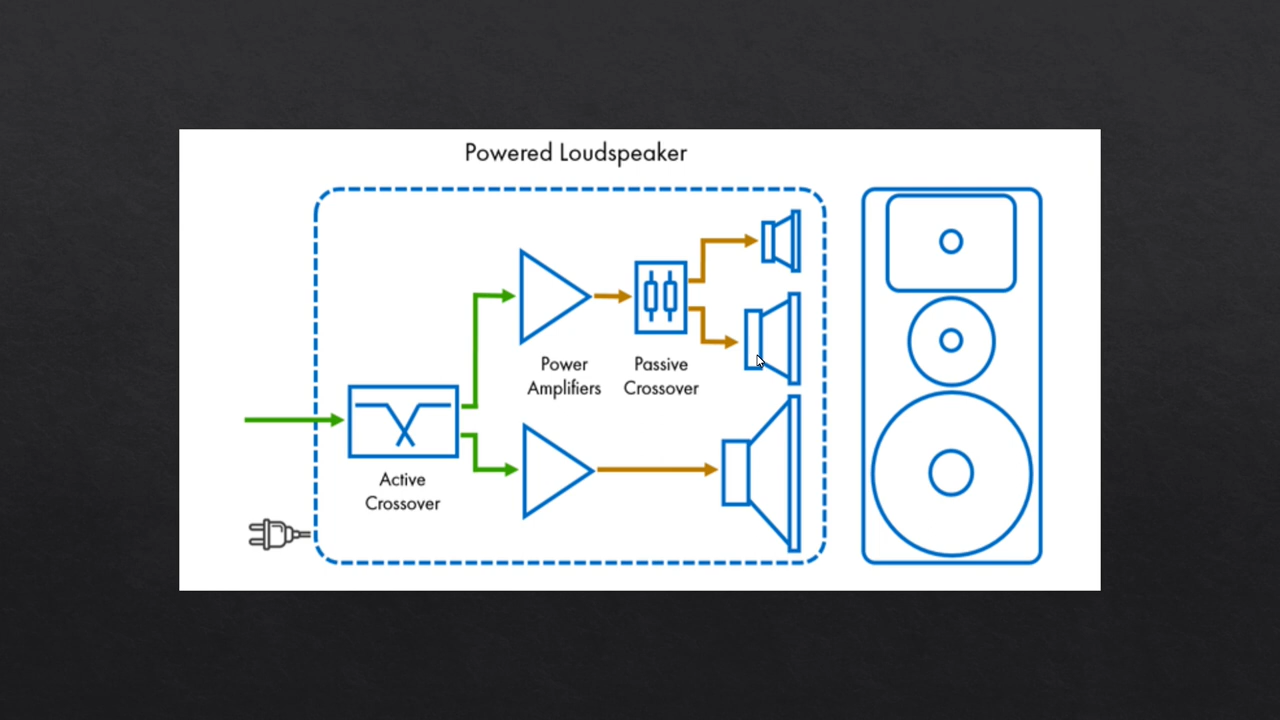 Powered Loudspeaker
Power
Amplifiers
Passive
Crossover
Active
Crossover